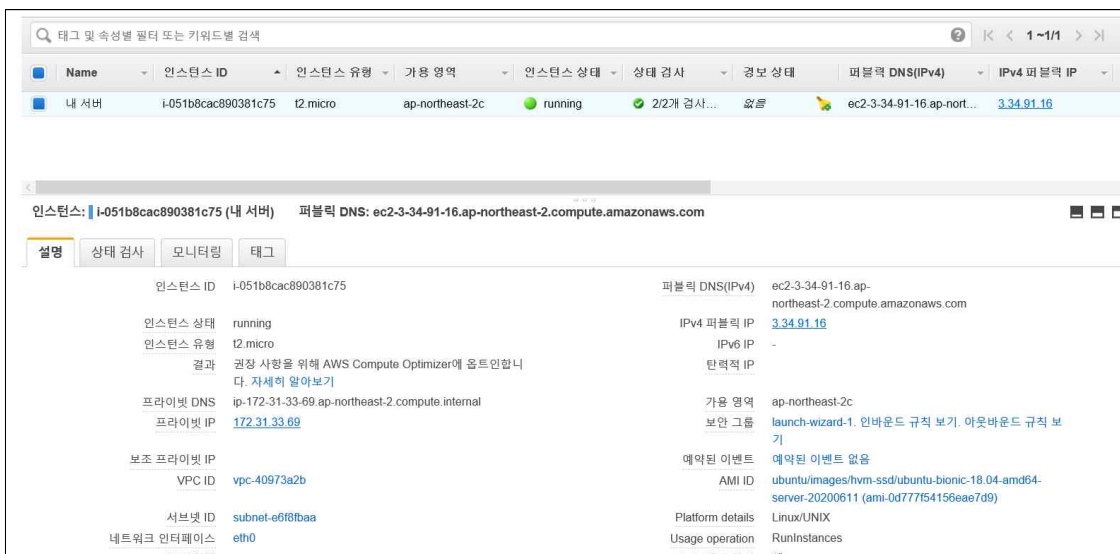 태그 및 속성별 필터 또는 키워드별 검색 1 ~1/1
Name 인스턴스 ID 인스턴스 유형 가용 영역 인스턴스 상태 상태 검사 경보 상태 퍼블릭 DNS(IPv4) IPv4 퍼블릭 IP
내 서버 i-051b8cac890381c75 t2.micro ap-northeast-2c running 2/2개 검사... 없음 ec2-3-34-91-16.ap-nort... 3.34.91.16
인스턴스: i-051b8cac890381c75 (내 서버) 퍼블릭 DNS: ec2-3-34-91-16.ap-northeast-2.compute.amazonaws.com
설명 상태 검사 모니터링 태그
인스턴스 ID i-051b8cac890381c75 퍼블릭 DNS(IPv4) ec2-3-34-91-16.ap-
northeast-2.compute.amazonaws.com
인스턴스 상태 running IPv4 퍼블릭 IP 3.34.91.16
인스턴스 유형 t2.micro IPv6 IP -
결과 권장 사항을 위해 AWS Compute Optimizer에 옵트인합니 탄력적 IP
다. 자세히 알아보기
프라이빗 DNS ip-172-31-33-69.ap-northeast-2.compute.internal 가용 영역 ap-northeast-2c
프라이빗 IP 172.31.33.69 보안 그룹 launch-wizard-1. 인바운드 규칙 보기. 아웃바운드 규칙 보
기
보조 프라이빗 IP 예약된 이벤트 예약된 이벤트 없음
VPC ID vpc-40973a2b AMI ID ubuntu/images/hvm-ssd/ubuntu-bionic-18.04-amd64-
server-20200611 (ami-0d777f54156eae7d9)
서브넷 ID subnet-e6f8fbaa Platform details Linux/UNIX
네트워크 인터페이스 eth0 Usage operation RunInstances